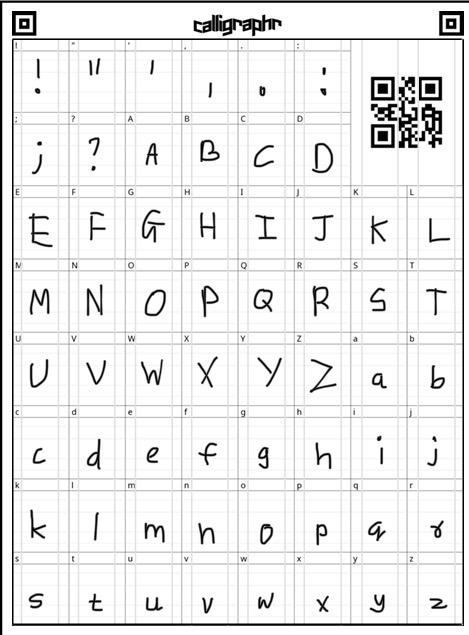 calligraphr
! " ' , . :
! " ' , . :
; ? A B C D
; ? A B C D
E F G H I J K L
E F G H I J K L
M N O P Q R S T
M N O P Q R S T
U V W X Y Z a b
U V W X Y Z a b
c d e f g h i j
c d e f g h i j
k l m n o p q r
k l m n o p q r
s t u v w x y z
s t u v w x y z